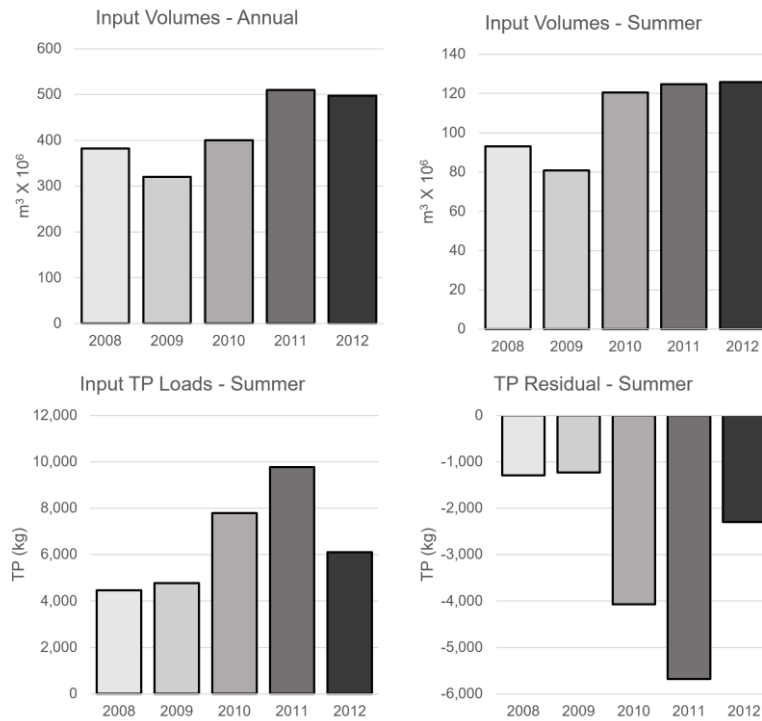 Input Volumes - Annual
600
500
400
300
200
100
0
m³ X 10⁶
2008 2009 2010 2011 2012
Input Volumes - Summer
140
120
100
80
60
40
20
0
m³ X 10⁶
2008 2009 2010 2011 2012
Input TP Loads - Summer
12,000
10,000
8,000
6,000
4,000
2,000
0
TP (kg)
2008 2009 2010 2011 2012
TP Residual - Summer
0
-1,000
-2,000
-3,000
-4,000
-5,000
-6,000
TP (kg)
2008 2009 2010 2011 2012